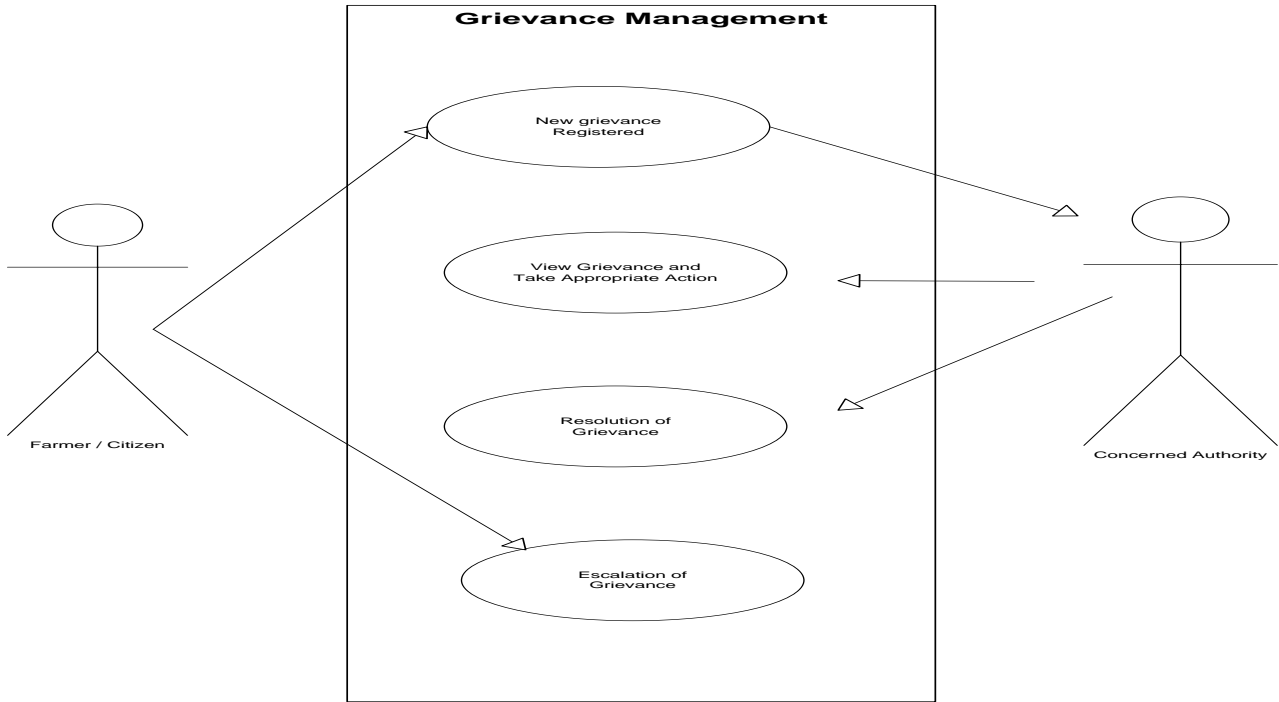 Grievance Management
New grievance
Registered
View Grievance and
Take Appropriate Action
Resolution of
Grievance
Escalation of
Grievance
Farmer / Citizen
Concerned Authority